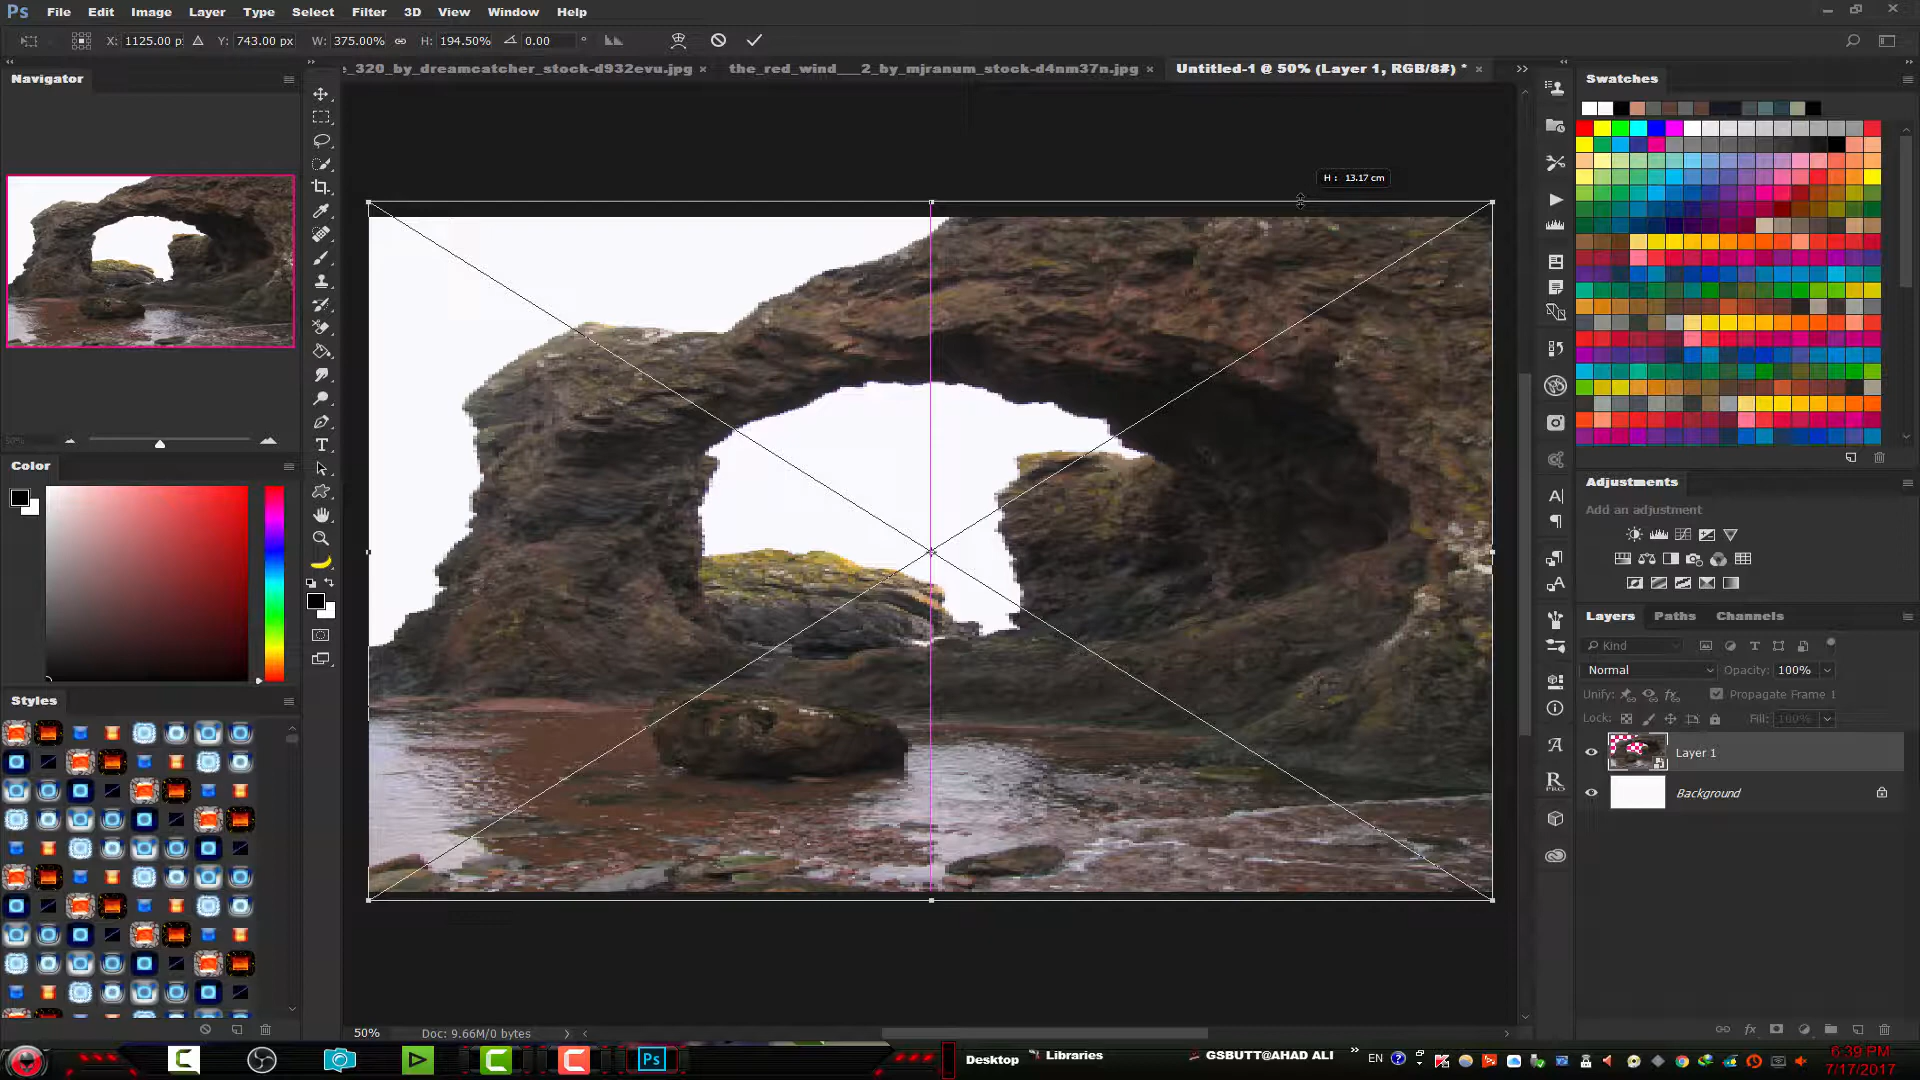 Ps File Edit Image Layer Type Select Filter 3D View Window Help
X: 1125.00 p Y: 743.00 px W: 375.00% H: 194.50% 0.00 °
Navigator
e_320_by_dreamcatcher_stock-d932evu.jpg ×
the_red_wind___2_by_mjranum_stock-d4nm37n.jpg ×
Untitled-1 @ 50% (Layer 1, RGB/8#) * ×
Swatches
H : 13.17 cm
50%
Color
Adjustments
Add an adjustment
Layers Paths Channels
Kind
Normal Opacity: 100%
Unify: Propagate Frame 1
Lock: Fill: 100%
Styles
Layer 1
Background
50% Doc: 9.66M/0 bytes
Ps Desktop Libraries GSBUTT@AHAD ALI EN
6:39 PM
7/17/2017